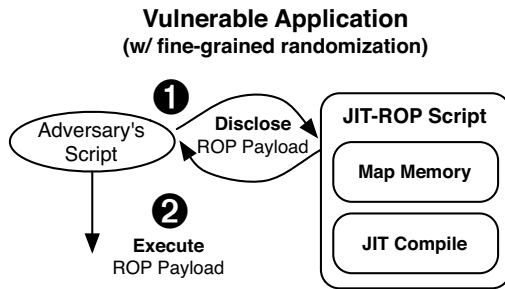 Vulnerable Application
(w/ fine-grained randomization)
1
Adversary's
Script
Disclose
ROP Payload
JIT-ROP Script
Map Memory
JIT Compile
2
Execute
ROP Payload